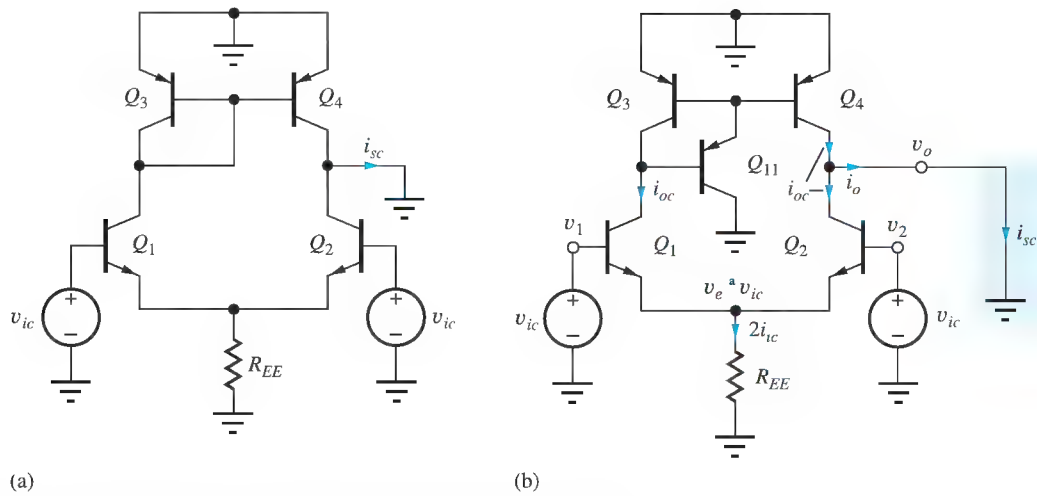 Q3
Q4
isc
Q1
Q2
vic
vic
REE
(a)
Q3
Q4
Q11
vo
ioc
ioc
io
v1
v2
Q1
Q2
isc
ve a vic
vic
2iic
vic
REE
(b)